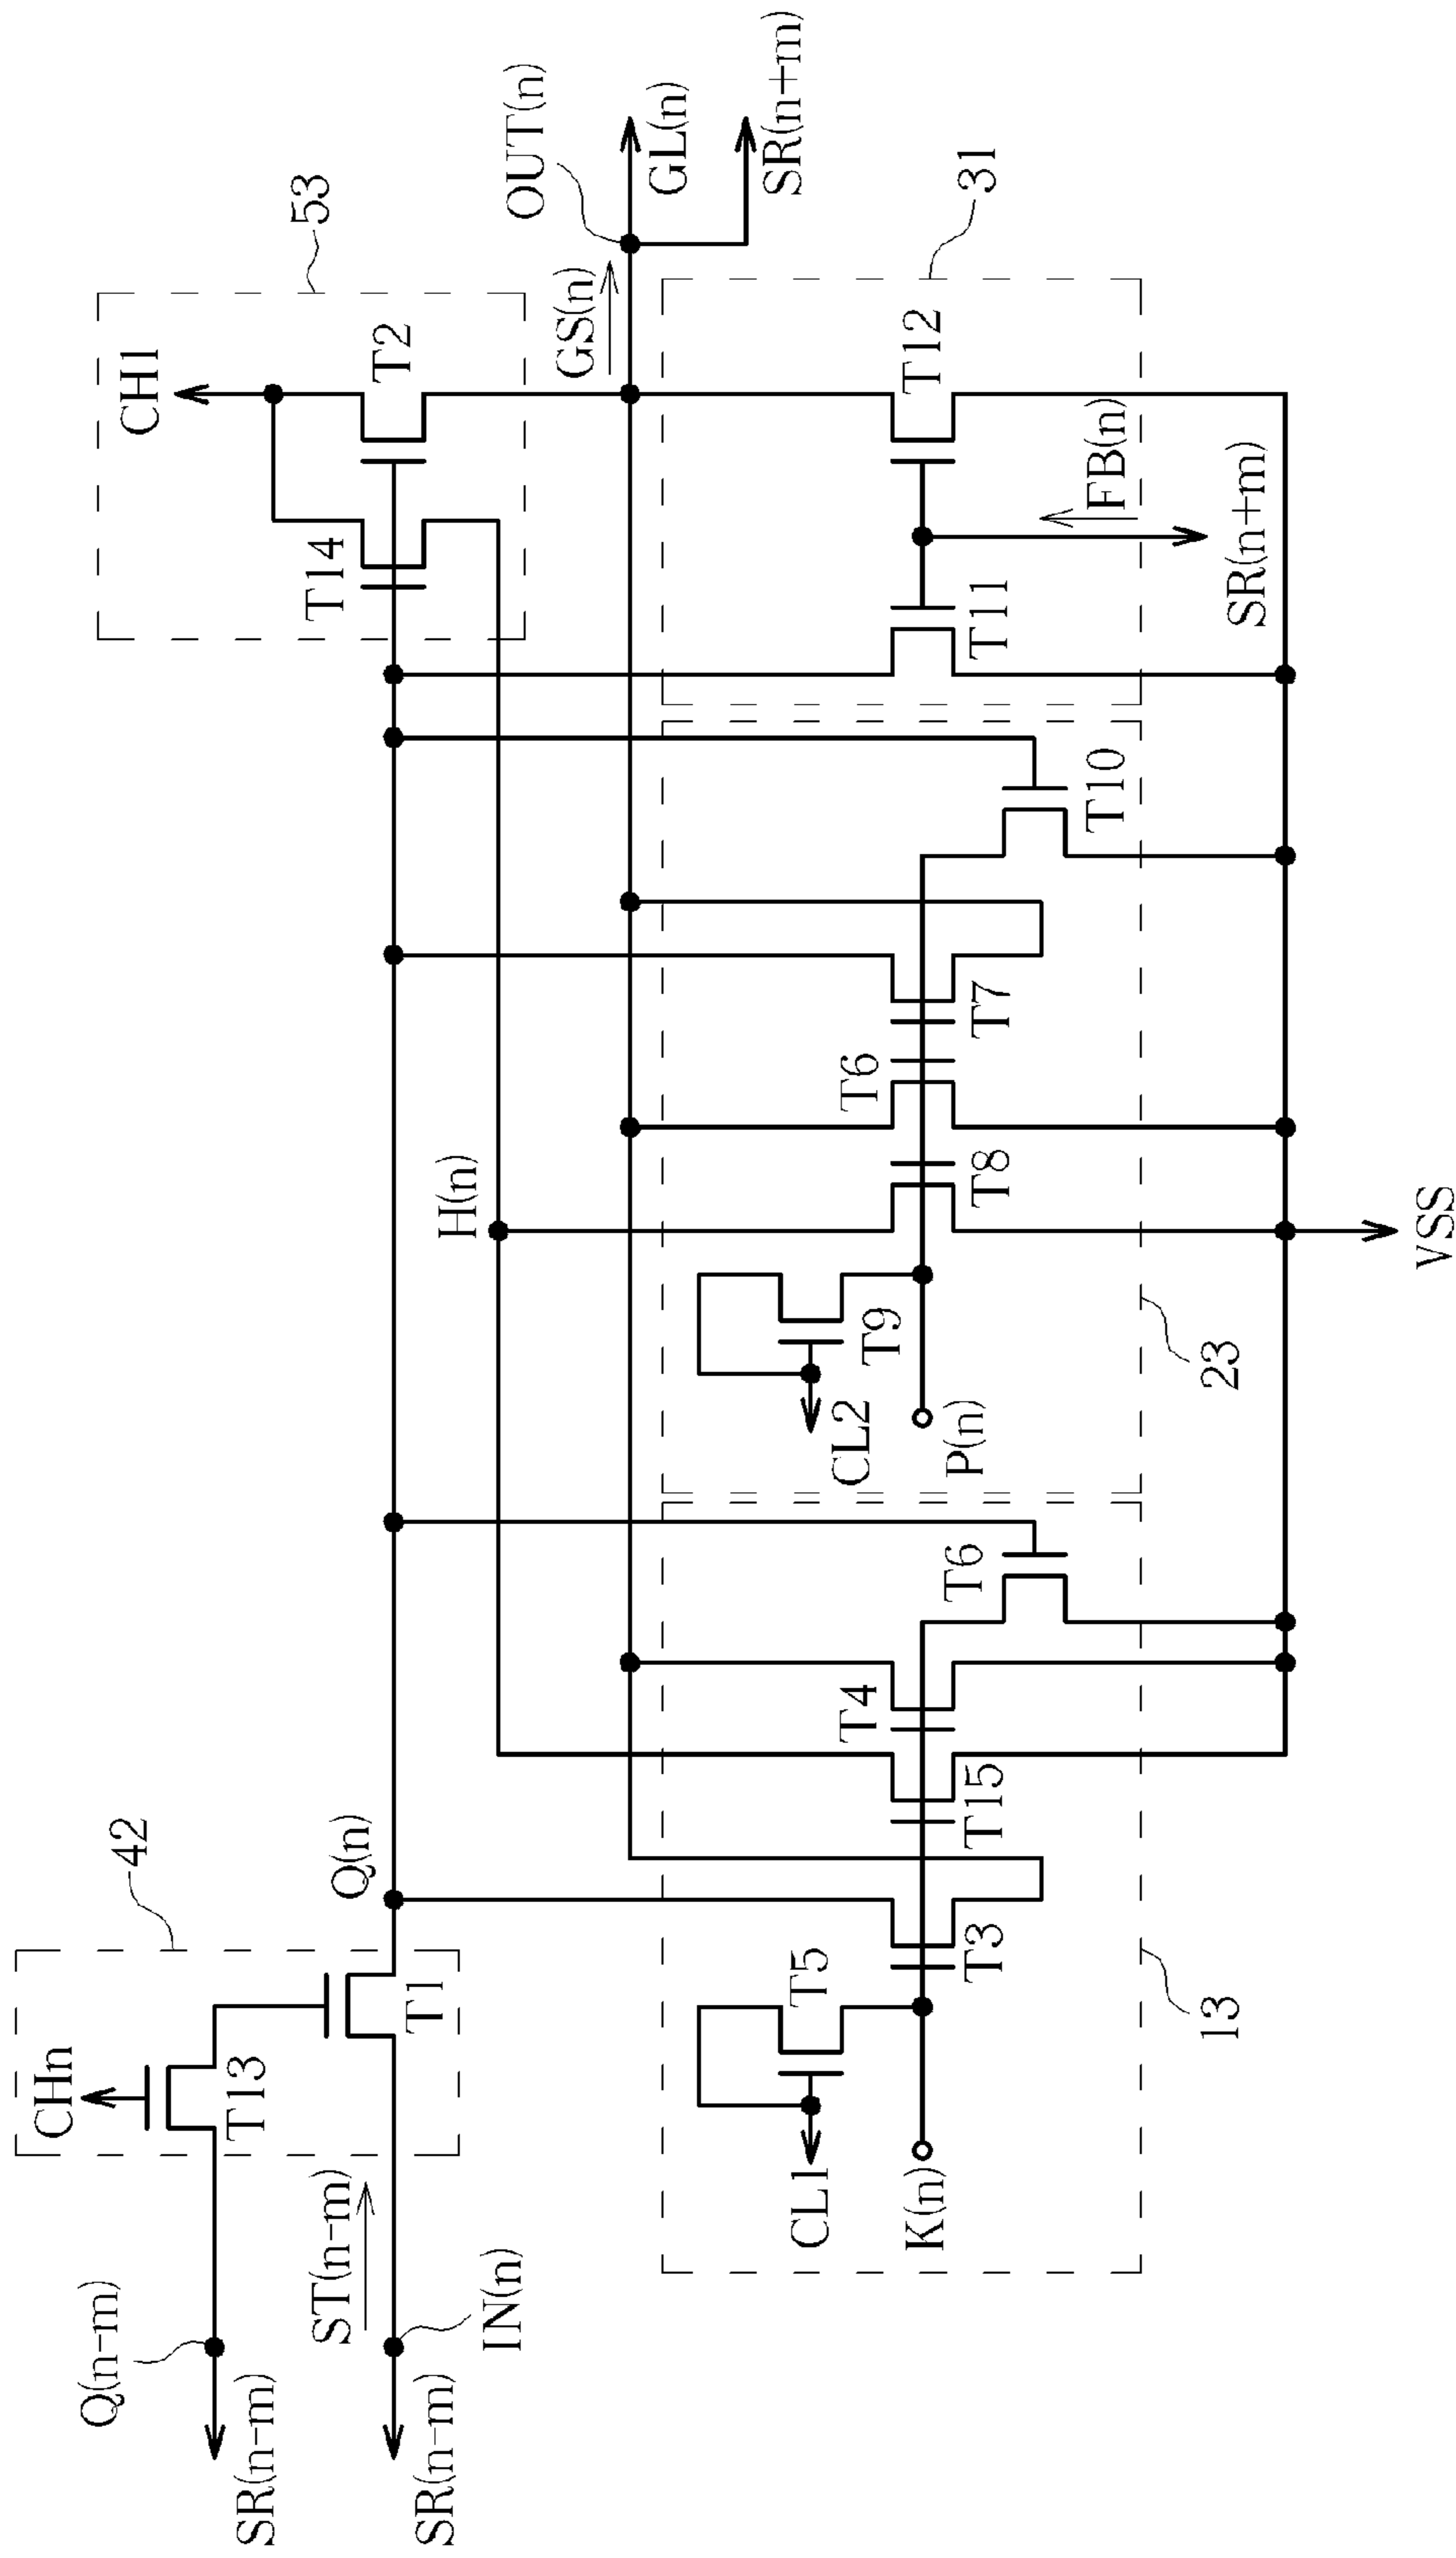 CHn
42
T13
T1
Q(n-m)
SR(n-m)
ST(n-m)
IN(n)
SR(n-m)
Q(n)
H(n)
CH1
53
T14
T2
GS(n)
OUT(n)
GL(n)
SR(n+m)
CL1
T5
K(n)
T3
T15
T4
T6
13
CL2
T9
P(n)
T8
T6
T7
T10
23
T11
T12
FB(n)
SR(n+m)
31
VSS